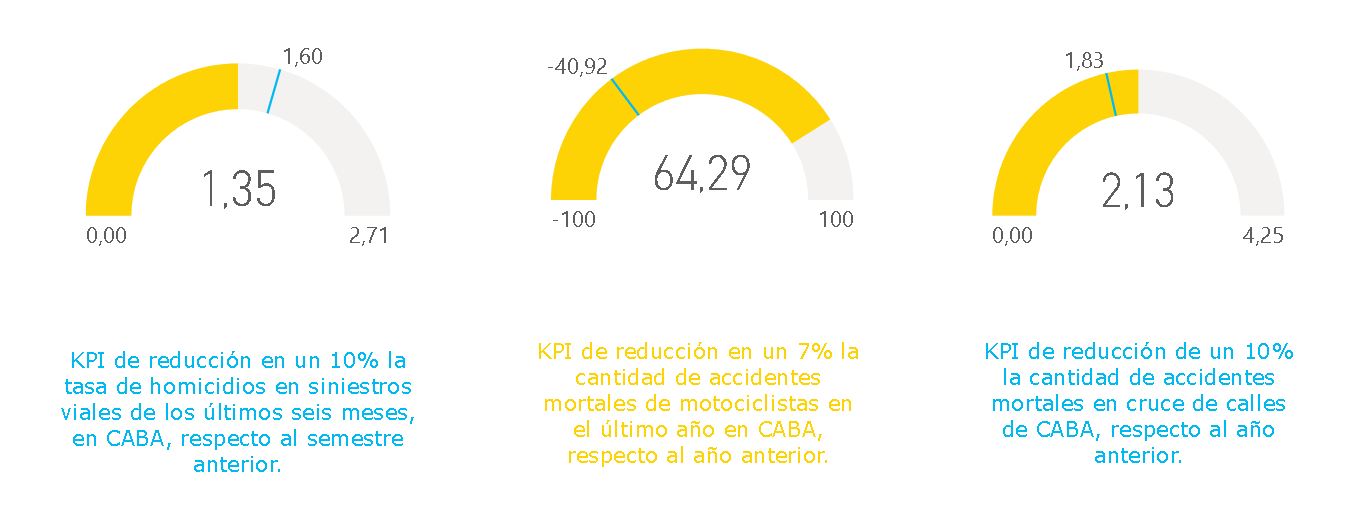 1,60
1,35
0,00
2,71
KPI de reducción en un 10% la
tasa de homicidios en siniestros
viales de los últimos seis meses,
en CABA, respecto al semestre
anterior.
-40,92
64,29
-100
100
KPI de reducción en un 7% la
cantidad de accidentes
mortales de motociclistas en
el último año en CABA,
respecto al año anterior.
1,83
2,13
0,00
4,25
KPI de reducción de un 10%
la cantidad de accidentes
mortales en cruce de calles
de CABA, respecto al año
anterior.